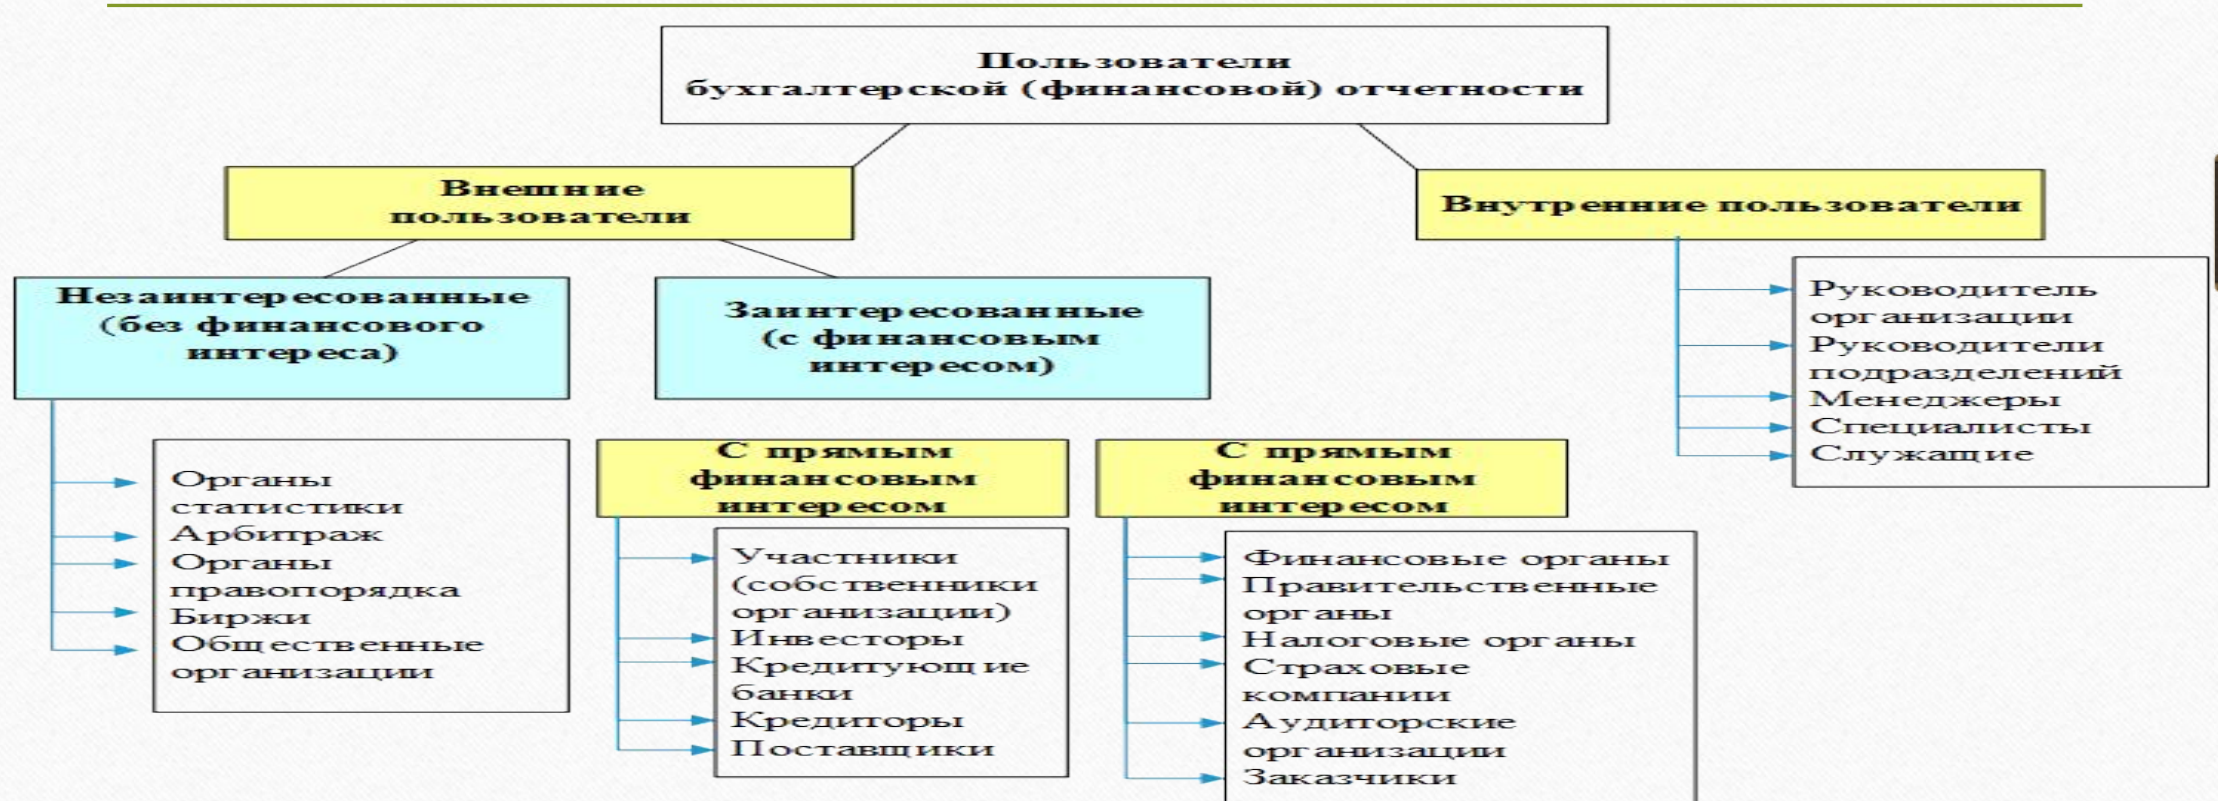 Пользователи
бухгалтерской (финансовой) отчетности
Внешние
пользователи
Внутренние пользователи
Незаинтересованные
(без финансового
интереса)
Заинтересованные
(с финансовым
интересом)
Руководитель
организации
Руководители
подразделений
Менеджеры
Специалисты
Служащие
Органы
статистики
Арбитраж
Органы
правопорядка
Биржи
Общественные
организации
С прямым
финансовым
интересом
Участники
(собственники
организации)
Инвесторы
Кредитующие
банки
Кредиторы
Поставщики
С прямым
финансовым
интересом
Финансовые органы
Правительственные
органы
Налоговые органы
Страховые
компании
Аудиторские
организации
Заказчики